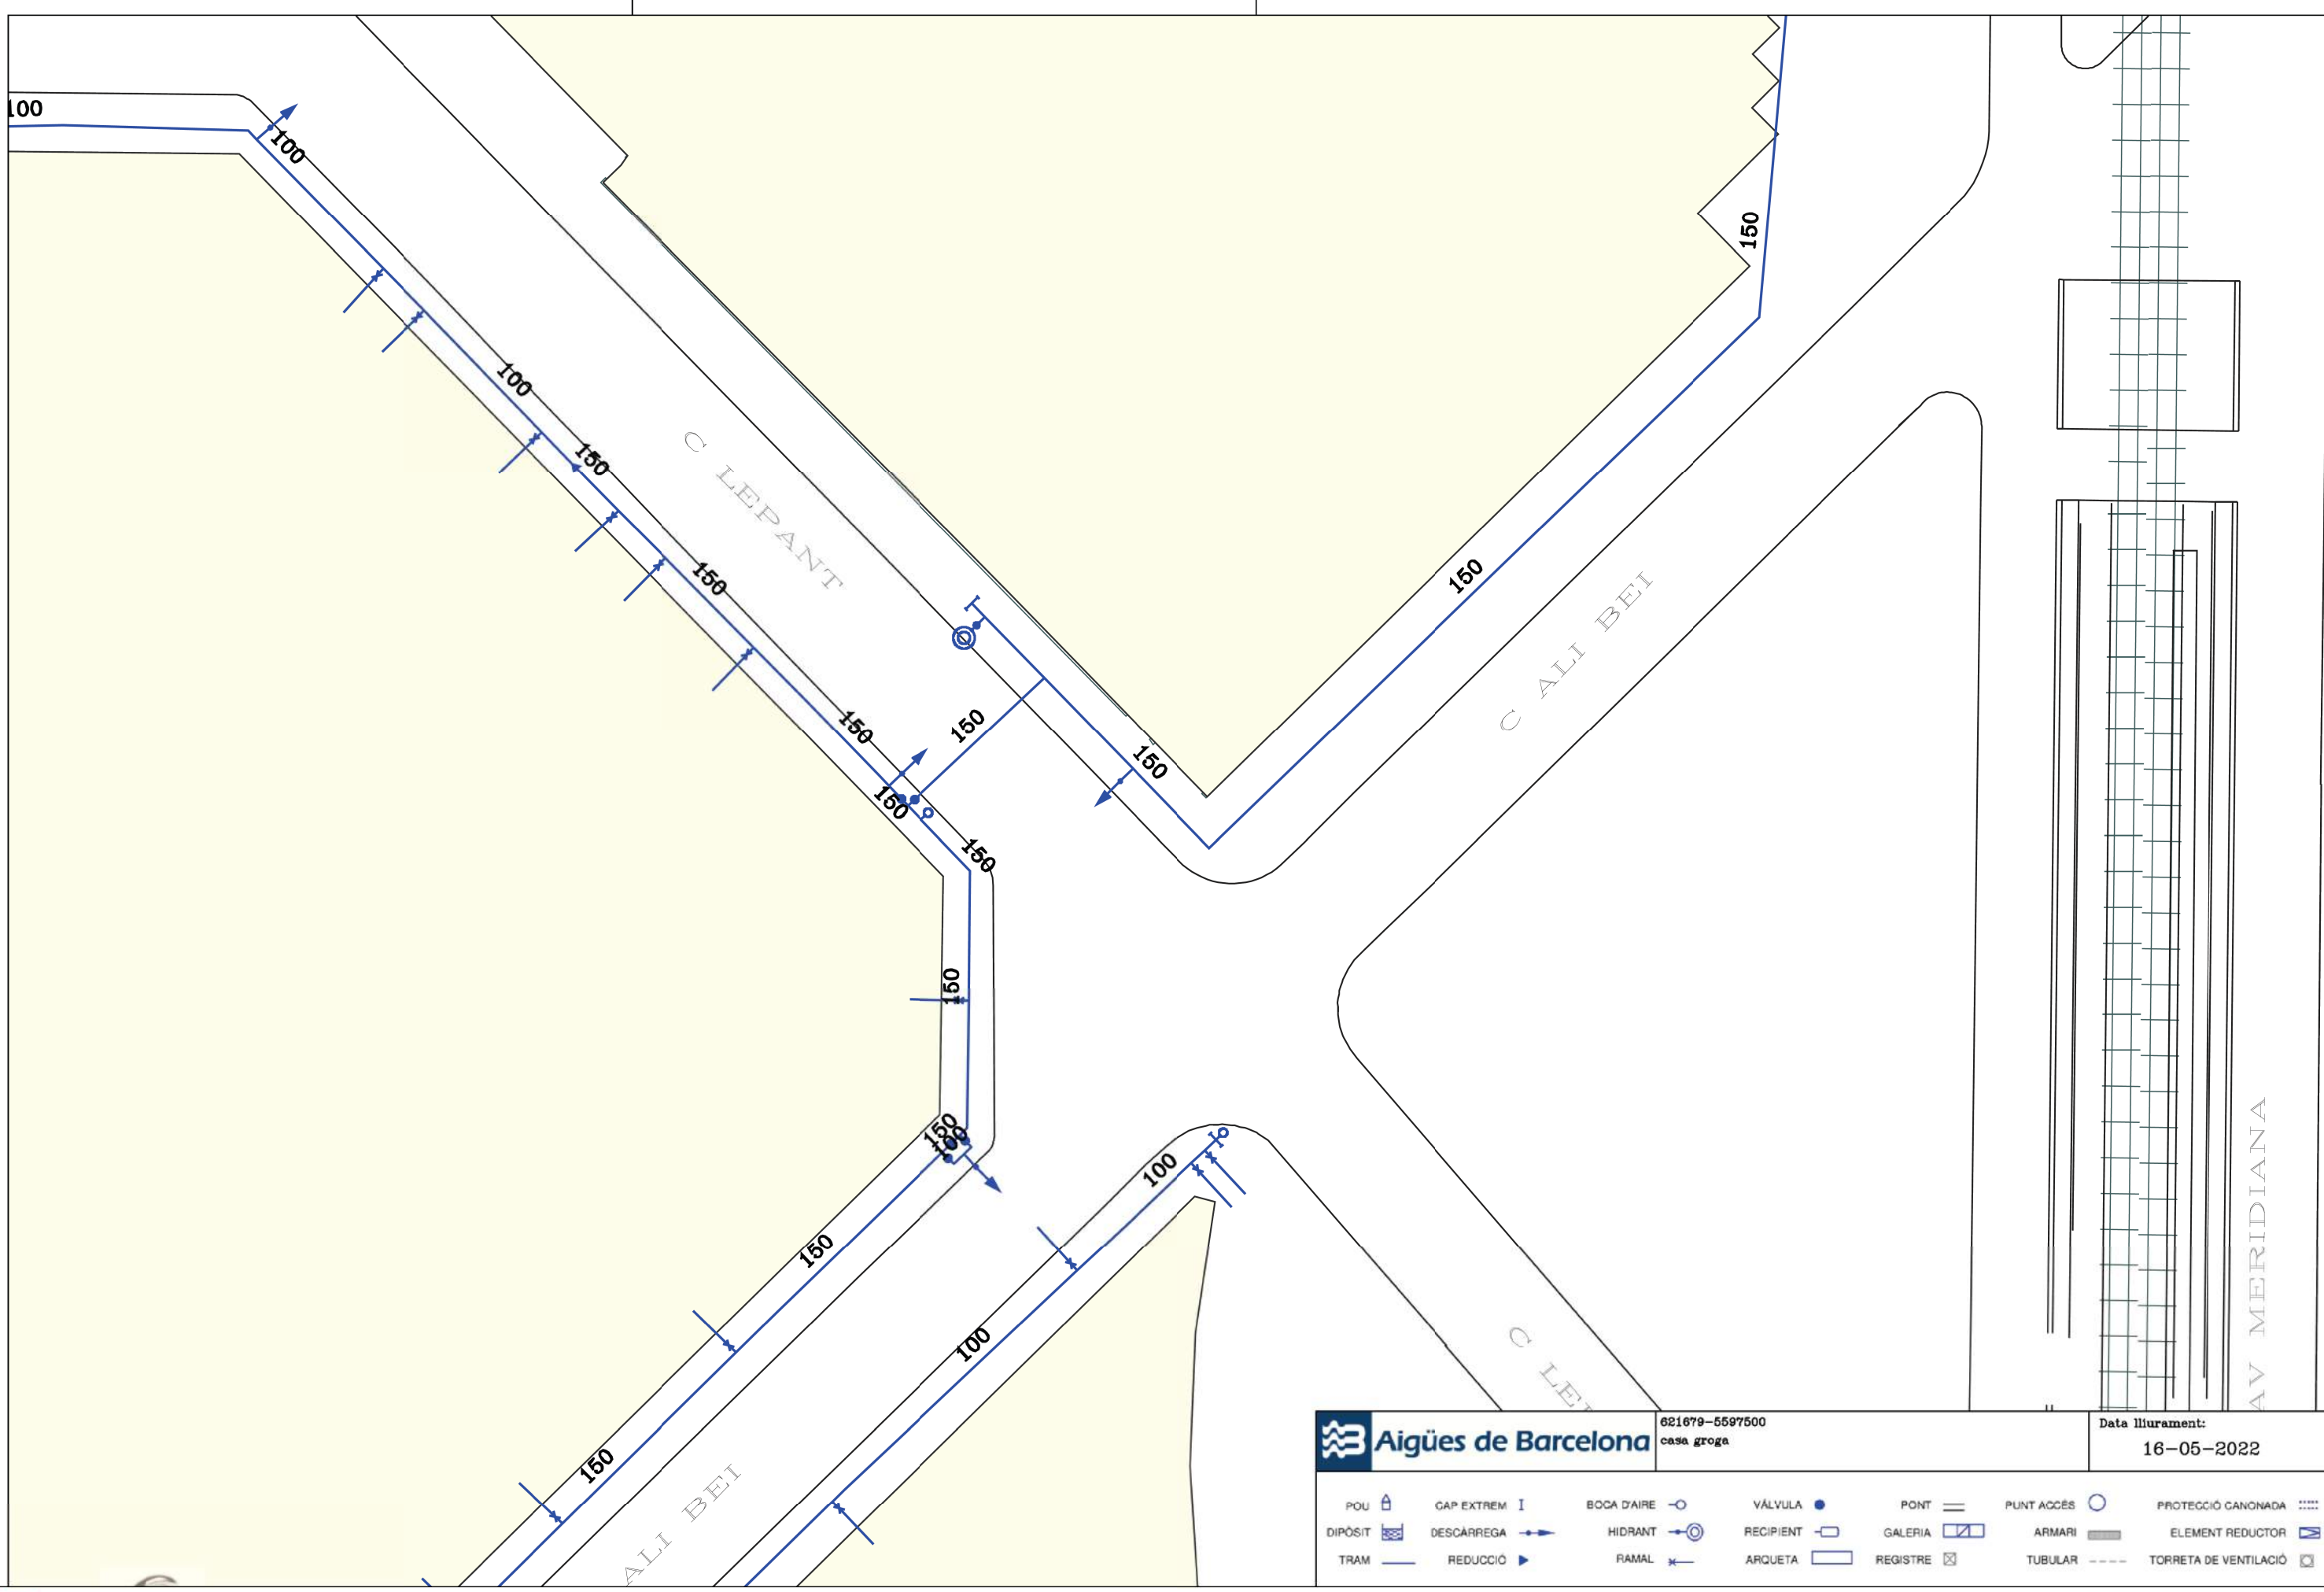 100
100
150
100
150
C LEPANT
150
150
C ALI BEI
150
150
150
150
150
150
150
100
100
150
100
150
ALI BEI
C LE
AV MERIDIANA
Aigües de Barcelona
621679-5597500
casa groga
Data lliurament:
16-05-2022
POU CAP EXTREM BOCA D'AIRE VÁLVULA PONT PUNT ACCÉS PROTECCIÓ CANONADA
DIPÒSIT DESCÀRREGA HIDRANT RECIPIENT GALERIA ARMARI ELEMENT REDUCTOR
TRAM REDUCCIÓ RAMAL ARQUETA REGISTRE TUBULAR TORRETA DE VENTILACIÓ